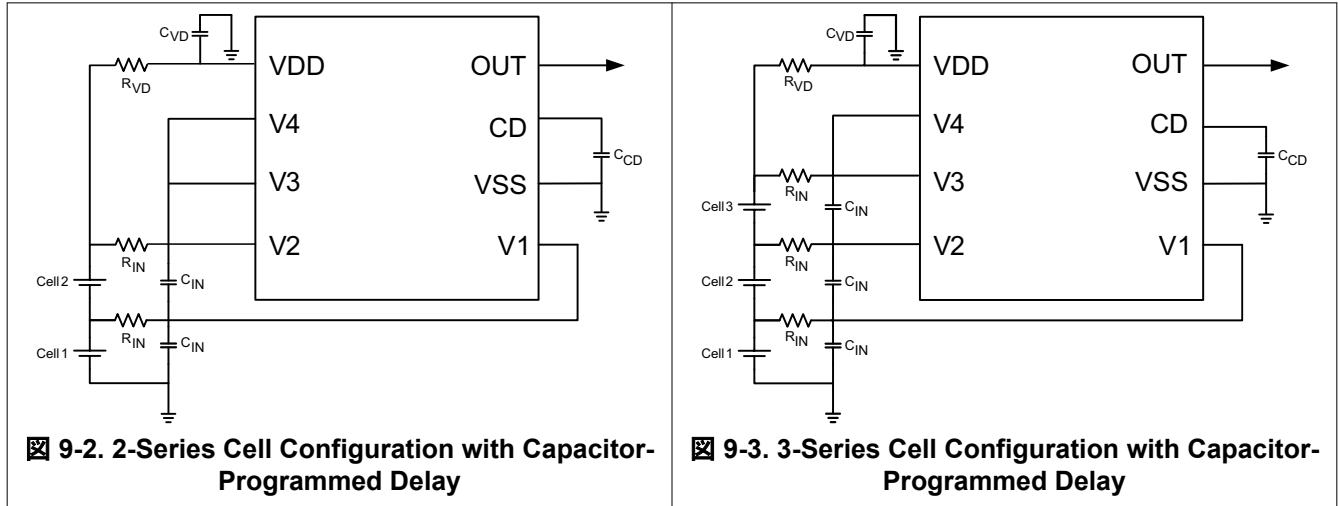 CVD
VDD
OUT
RVD
V4
CD
CCD
V3
VSS
RIN
V2
V1
Cell2
CIN
RIN
Cell1
CIN
図 9-2. 2-Series Cell Configuration with Capacitor-
Programmed Delay
CVD
VDD
OUT
RVD
V4
CD
CCD
RIN
V3
VSS
Cell3
CIN
RIN
V2
V1
Cell2
CIN
RIN
Cell1
CIN
図 9-3. 3-Series Cell Configuration with Capacitor-
Programmed Delay